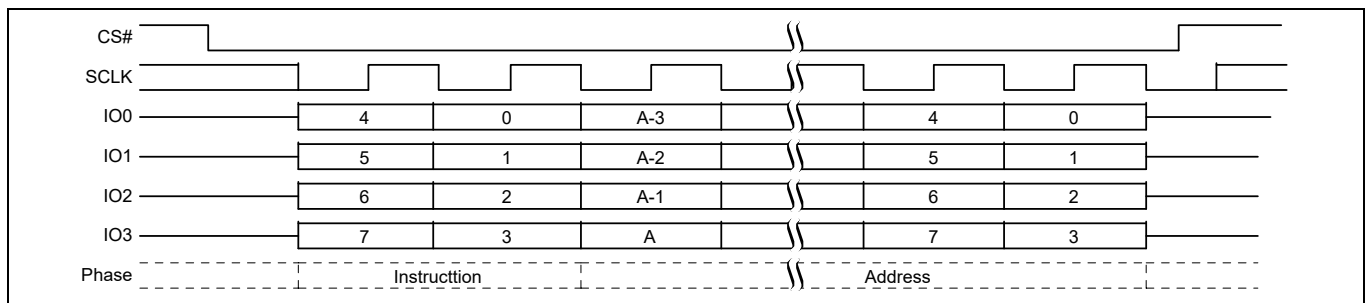 CS#
SCLK
IO0 4 0 A-3 4 0
IO1 5 1 A-2 5 1
IO2 6 2 A-1 6 2
IO3 7 3 A 7 3
Phase Instructtion Address